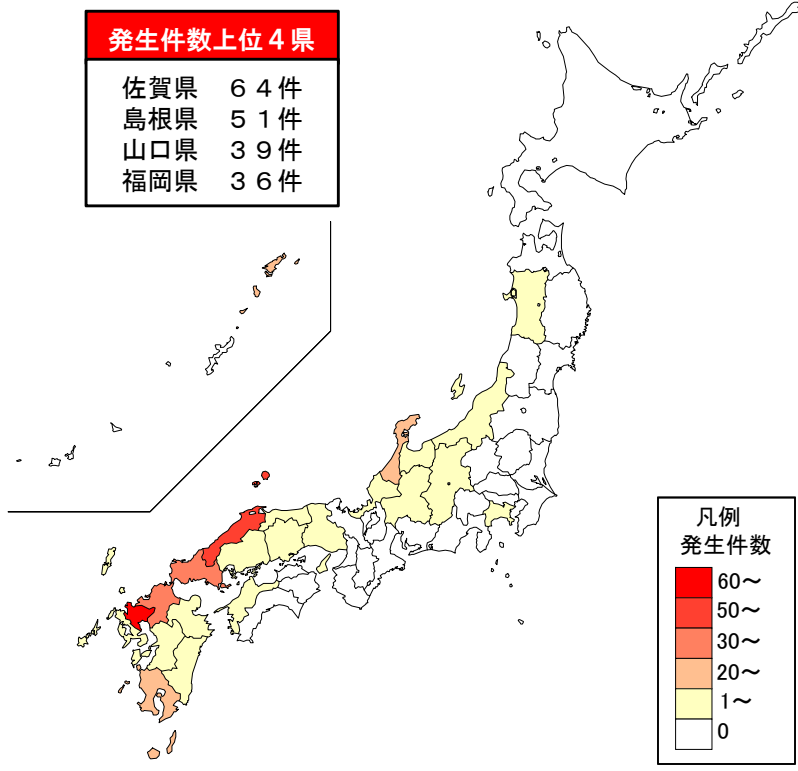 発生件数上位４県
佐賀県　６４件
島根県　５１件
山口県　３９件
福岡県　３６件
凡例
発生件数
60～
50～
30～
20～
1～
0